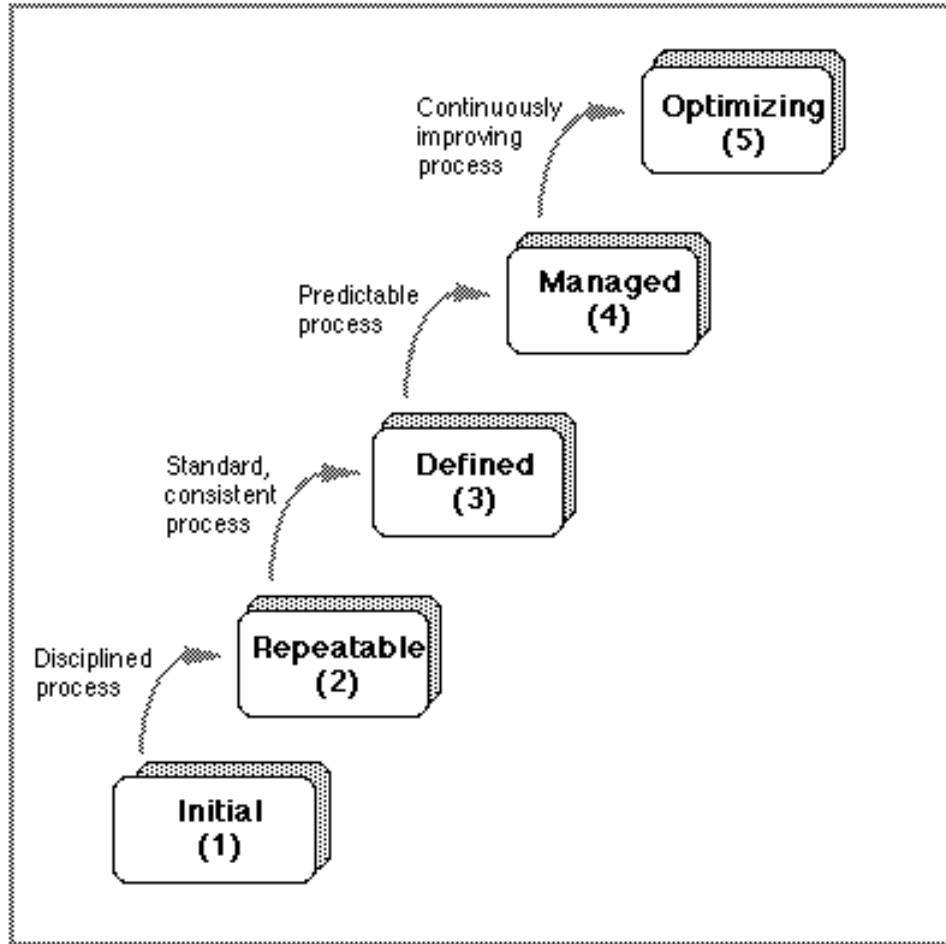 Continuously
improving
process
Optimizing
(5)
Predictable
process
Managed
(4)
Standard,
consistent
process
Defined
(3)
Disciplined
process
Repeatable
(2)
Initial
(1)